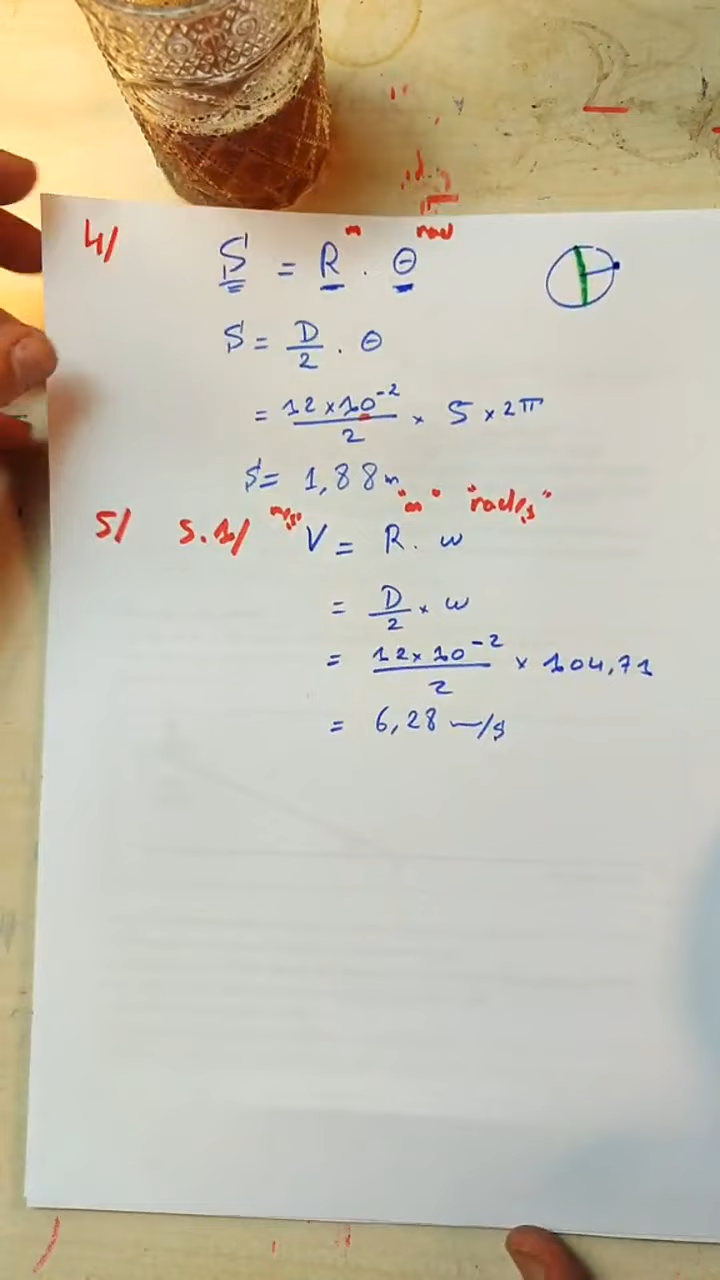 4/ S = R . θ
m rad
S = D/2 . θ
= 12×10⁻²/2 × 5 × 2π
S = 1,88 m
5/ 5.1/ "m/s" V = R . ω
"m" "rad/s"
= D/2 × ω
= 12×10⁻²/2 × 104,71
= 6,28 m/s